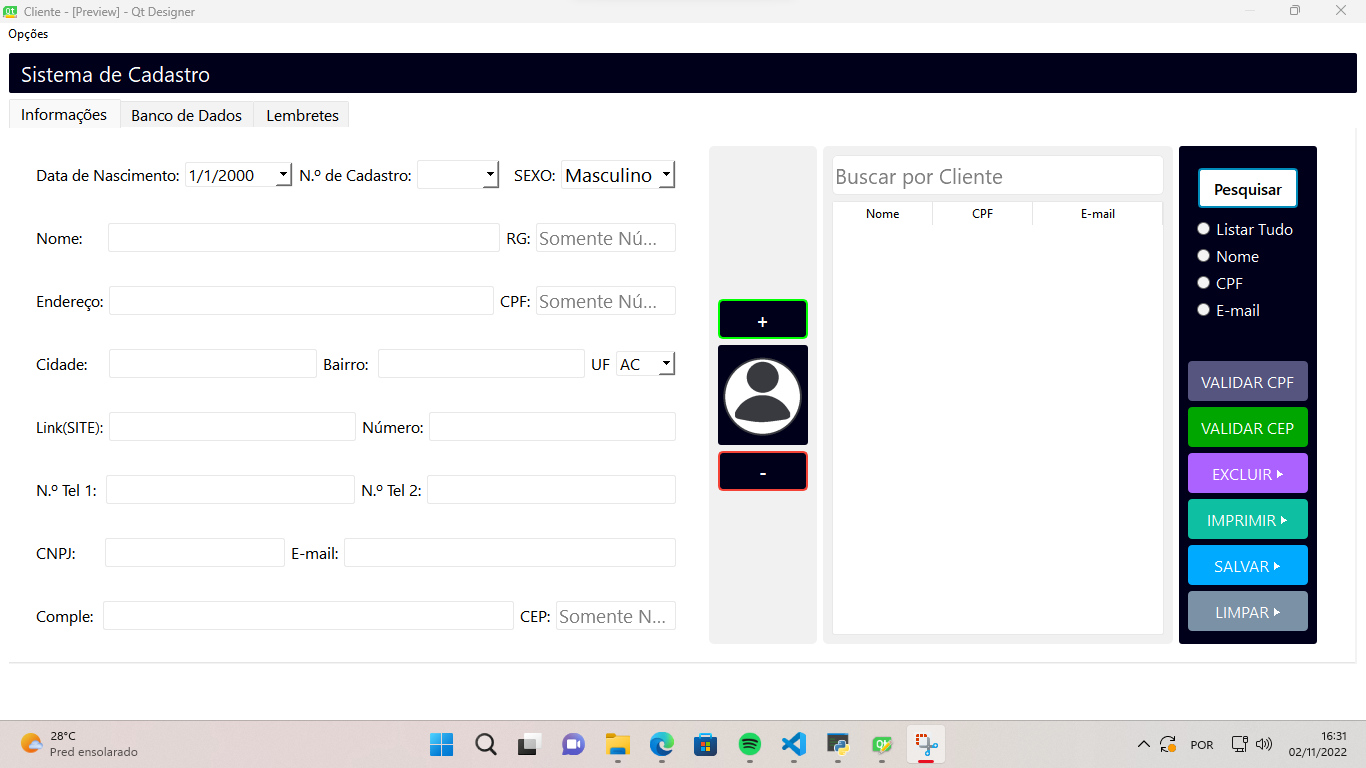 Cliente - [Preview] - Qt Designer
Opções
Sistema de Cadastro
Informações Banco de Dados Lembretes
Data de Nascimento: 1/1/2000 N.º de Cadastro: SEXO: Masculino
Nome: RG: Somente Nú...
Endereço: CPF: Somente Nú...
Cidade: Bairro: UF AC
Link(SITE): Número:
N.º Tel 1: N.º Tel 2:
CNPJ: E-mail:
Comple: CEP: Somente N...
+
-
Buscar por Cliente
Nome CPF E-mail
Pesquisar
Listar Tudo
Nome
CPF
E-mail
VALIDAR CPF
VALIDAR CEP
EXCLUIR
IMPRIMIR
SALVAR
LIMPAR
28°C
Pred ensolarado
POR
16:31
02/11/2022